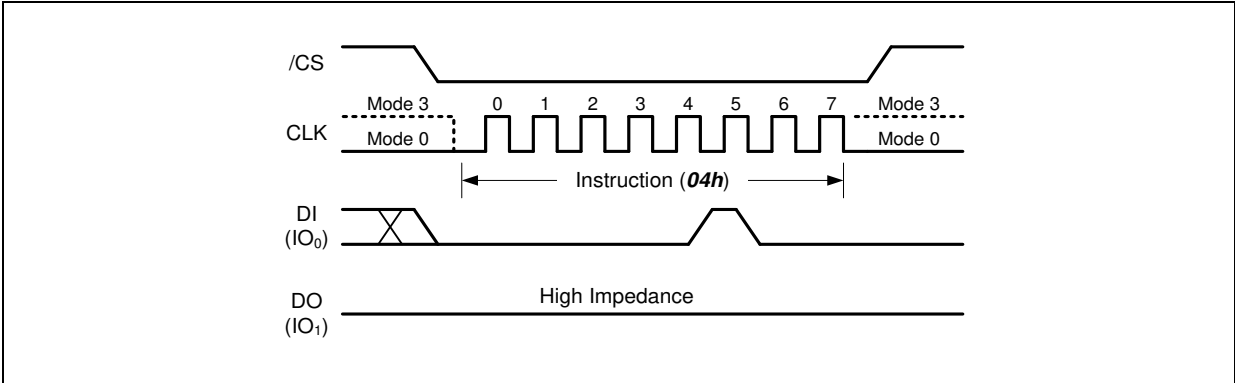 /CS
Mode 3 0 1 2 3 4 5 6 7 Mode 3
CLK
Mode 0 Mode 0
Instruction (04h)
DI
(IO₀)
High Impedance
DO
(IO₁)